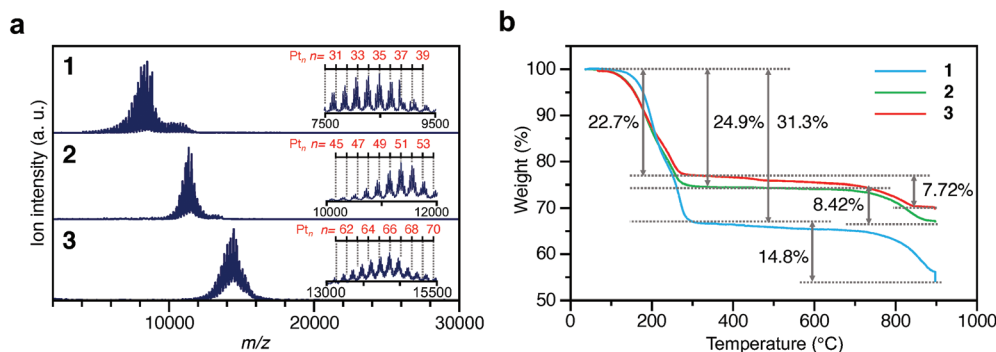 a
Ion intensity (a. u.)
1
Ptn n= 31 33 35 37 39
7500 9500
2
Ptn n= 45 47 49 51 53
10000 12000
3
Ptn n= 62 64 66 68 70
13000 15500
10000 20000 30000
m/z
b
Weight (%)
100
90
80
70
60
50
22.7%
24.9%
31.3%
7.72%
8.42%
14.8%
1
2
3
0 200 400 600 800 1000
Temperature (°C)